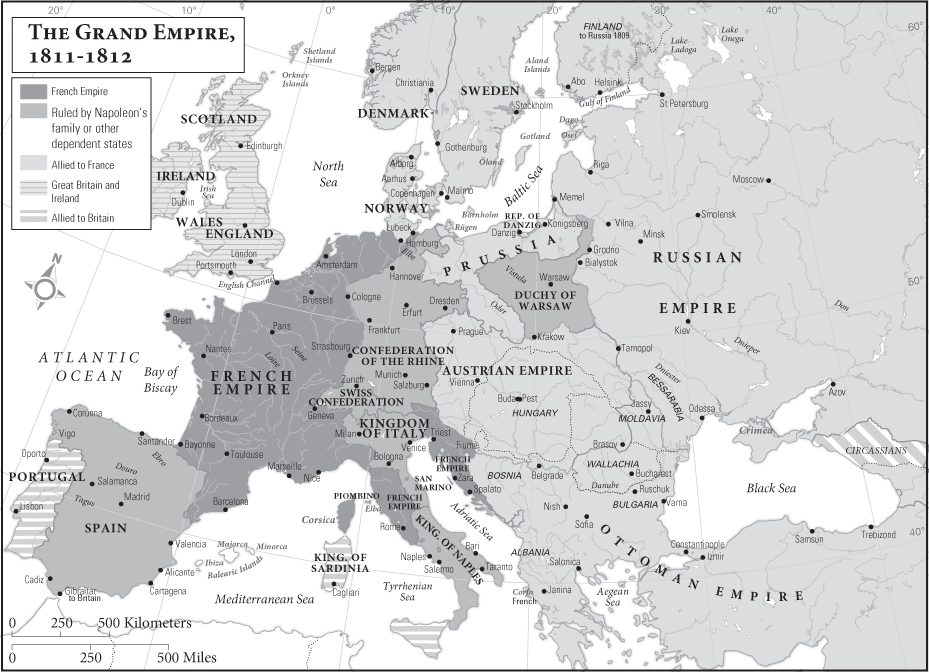 THE GRAND EMPIRE,
1811-1812
French Empire
Ruled by Napoleon's
family or other
dependent states
Allied to France
Great Britain and
Ireland
Allied to Britain
20°
10°
0°
10°
20°
30°
40°
60°
50°
40°
Shetland
Islands
Orkney
Islands
Bergen
Christiania
SWEDEN
Stockholm
DENMARK
Gothenburg
FINLAND
to Russia 1809
Lake
Ladoga
Lake
Onega
Aland
Islands
Abo
Helsinki
Gulf of Finland
St Petersburg
Dago
Osel
Gotland
Öland
Baltic Sea
Riga
Moscow
Memel
SCOTLAND
Edinburgh
IRELAND
Irish
Sea
Dublin
WALES
ENGLAND
London
Portsmouth
English Channel
North
Sea
Alborg
Aarhus
Copenhagen
Malmö
NORWAY
Bornholm
Rügen
Lübeck
Hamburg
Elbe
REP. OF
DANZIG
Danzig
Konigsberg
Vilna
Smolensk
Minsk
Grodno
Bialystok
PRUSSIA
RUSSIAN
EMPIRE
Amsterdam
Hannover
Brussels
Cologne
Erfurt
Dresden
Oder
Vistula
Warsaw
DUCHY OF
WARSAW
Frankfurt
Prague
Krakow
Kiev
Dnieper
Don
Tarnopol
Dniester
BESSARABIA
Azov
N
Brest
Paris
Nantes
Loire
Seine
Strasbourg
CONFEDERATION
OF THE RHINE
Munich
Salzburg
Zurich
SWISS
CONFEDERATION
Geneva
AUSTRIAN EMPIRE
Vienna
Buda
Pest
HUNGARY
Jassy
MOLDAVIA
Odessa
Crimea
CIRCASSIANS
ATLANTIC
OCEAN
Bay of
Biscay
FRENCH
EMPIRE
Bordeaux
Bayonne
Toulouse
Marseille
Nice
KINGDOM
OF ITALY
Milan
Venice
Triest
Fiume
Bologna
FRENCH
EMPIRE
Zara
Spalato
SAN
MARINO
BOSNIA
Belgrade
Brasov
WALLACHIA
Bucharest
Danube
Ruschuk
BULGARIA
Varna
Nish
Sofia
Black Sea
Corunna
Vigo
Oporto
Santander
Ebro
Douro
PORTUGAL
Salamanca
Madrid
Tagus
Lisbon
SPAIN
Barcelona
Valencia
Alicante
Cartagena
Cadiz
Gibraltar
to Britain
Majorca
Minorca
Ibiza
Balearic Islands
PIOMBINO
Elba
Corsica
FRENCH
EMPIRE
Rome
Adriatic Sea
KING. OF
SARDINIA
Cagliari
KING. OF NAPLES
Naples
Salerno
Bari
Taranto
Tyrrhenian
Sea
Mediterranean Sea
ALBANIA
Salonica
Corfu
French
Janina
Aegean
Sea
OTTOMAN EMPIRE
Constantinople
Izmir
Samsun
Trebizond
0 250 500 Kilometers
0 250 500 Miles